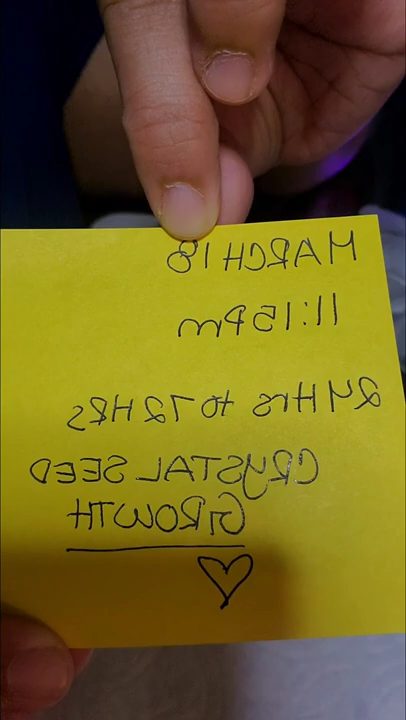 MARCH 18
11:15pm
24Hrs to 72HRS
CRYSTAL SEED
GROWTH